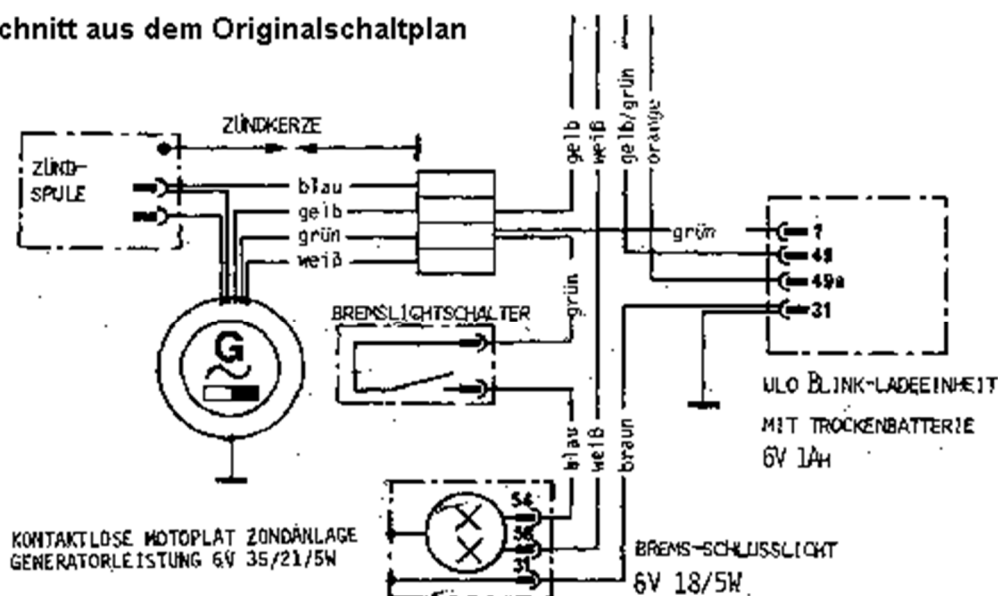 chnitt aus dem Originalschaltplan
ZÜNDKERZE
ZÜND-
SPULE
blau
gelb
grün
weiß
gelb
weiß
gelb/grün
orange
grün
49
49a
31
G
BREMSLICHTSCHALTER
grün
ULO BLINK-LADEEINHEIT
MIT TROCKENBATTERIE
6V 1AH
blau
weiß
braun
54
31
KONTAKTLOSE MOTOPLAT ZÜNDANLAGE
GENERATORLEISTUNG 6V 35/21/5W
BREMS-SCHLUSSLICHT
6V 18/5W